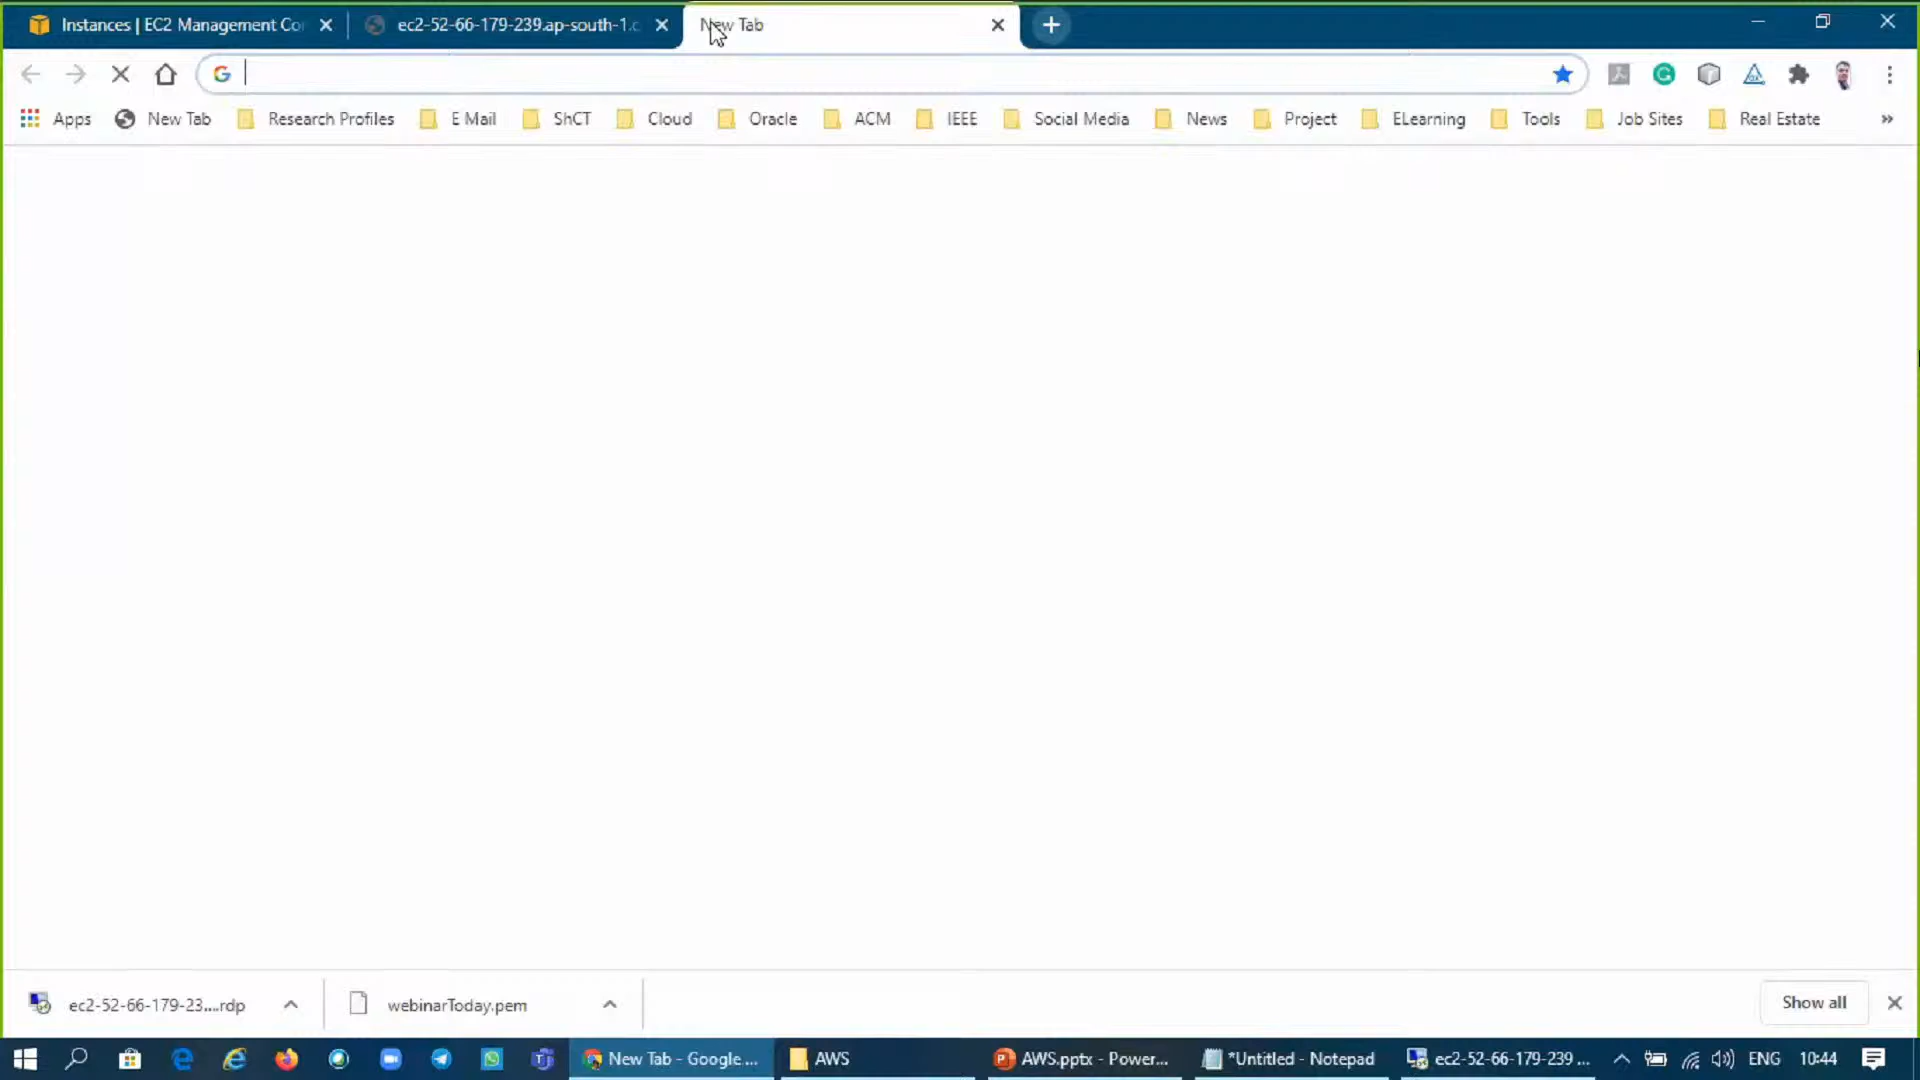 Instances | EC2 Management Co
ec2-52-66-179-239.ap-south-1.c
New Tab
Apps
New Tab
Research Profiles
E Mail
ShCT
Cloud
Oracle
ACM
IEEE
Social Media
News
Project
ELearning
Tools
Job Sites
Real Estate
»
ec2-52-66-179-23....rdp
webinarToday.pem
Show all
New Tab - Google ...
AWS
AWS.pptx - Power...
*Untitled - Notepad
ec2-52-66-179-239 ...
ENG
10:44